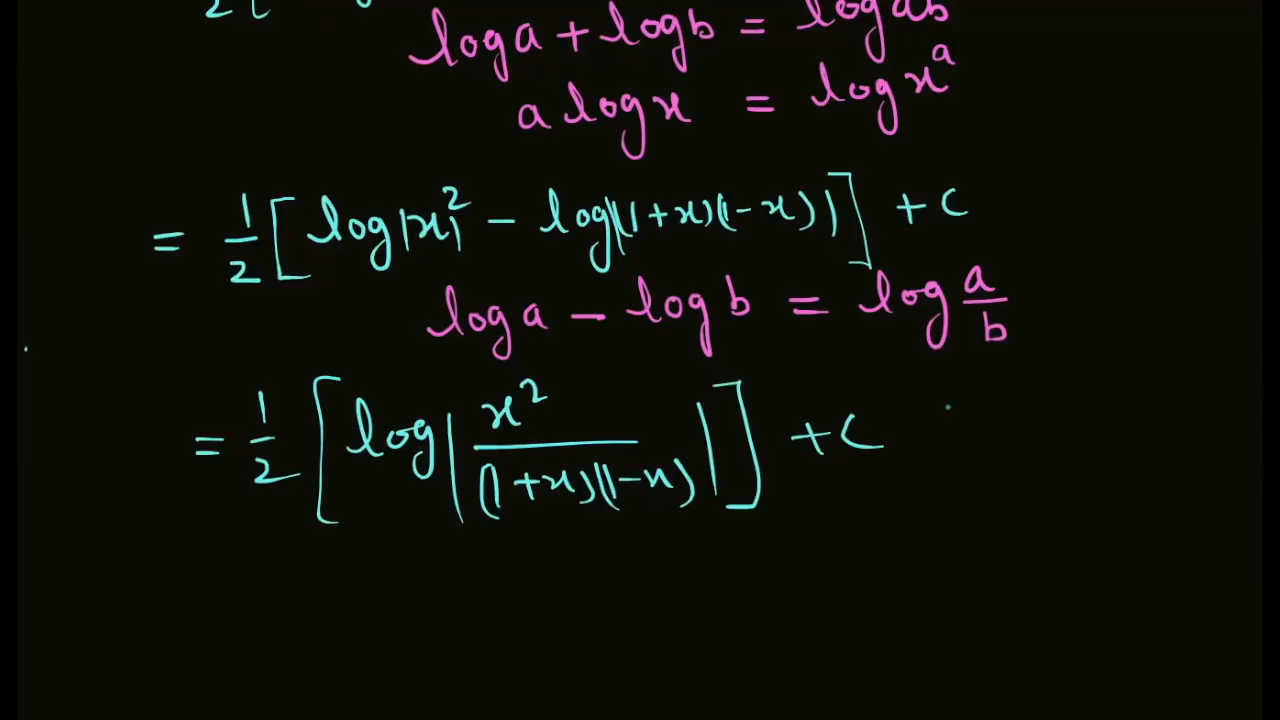 2 [
log a + log b = log ab
a log x = log x^a
= 1/2 [ log |x|^2 - log |(1+x)(1-x)| ] + c
log a - log b = log a/b
= 1/2 [ log | x^2 / (1+x)(1-x) | ] + c